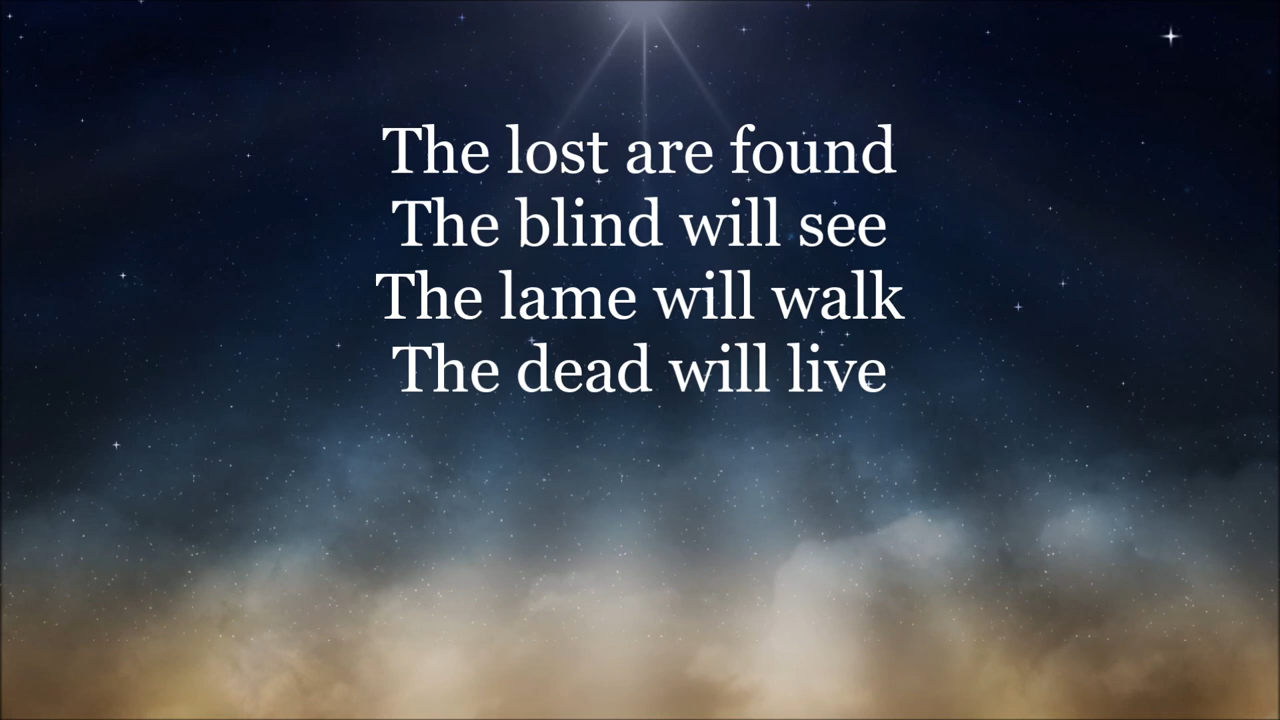 The lost are found
The blind will see
The lame will walk
The dead will live